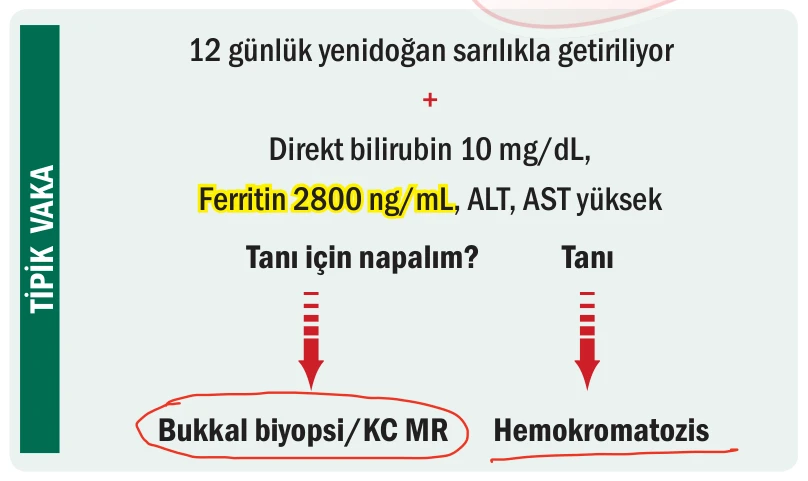 TİPİK VAKA
12 günlük yenidoğan sarılıkla getiriliyor
+
Direkt bilirubin 10 mg/dL,
Ferritin 2800 ng/mL, ALT, AST yüksek
Tanı için napalım? Tanı
Bukkal biyopsi/KC MR Hemokromatozis